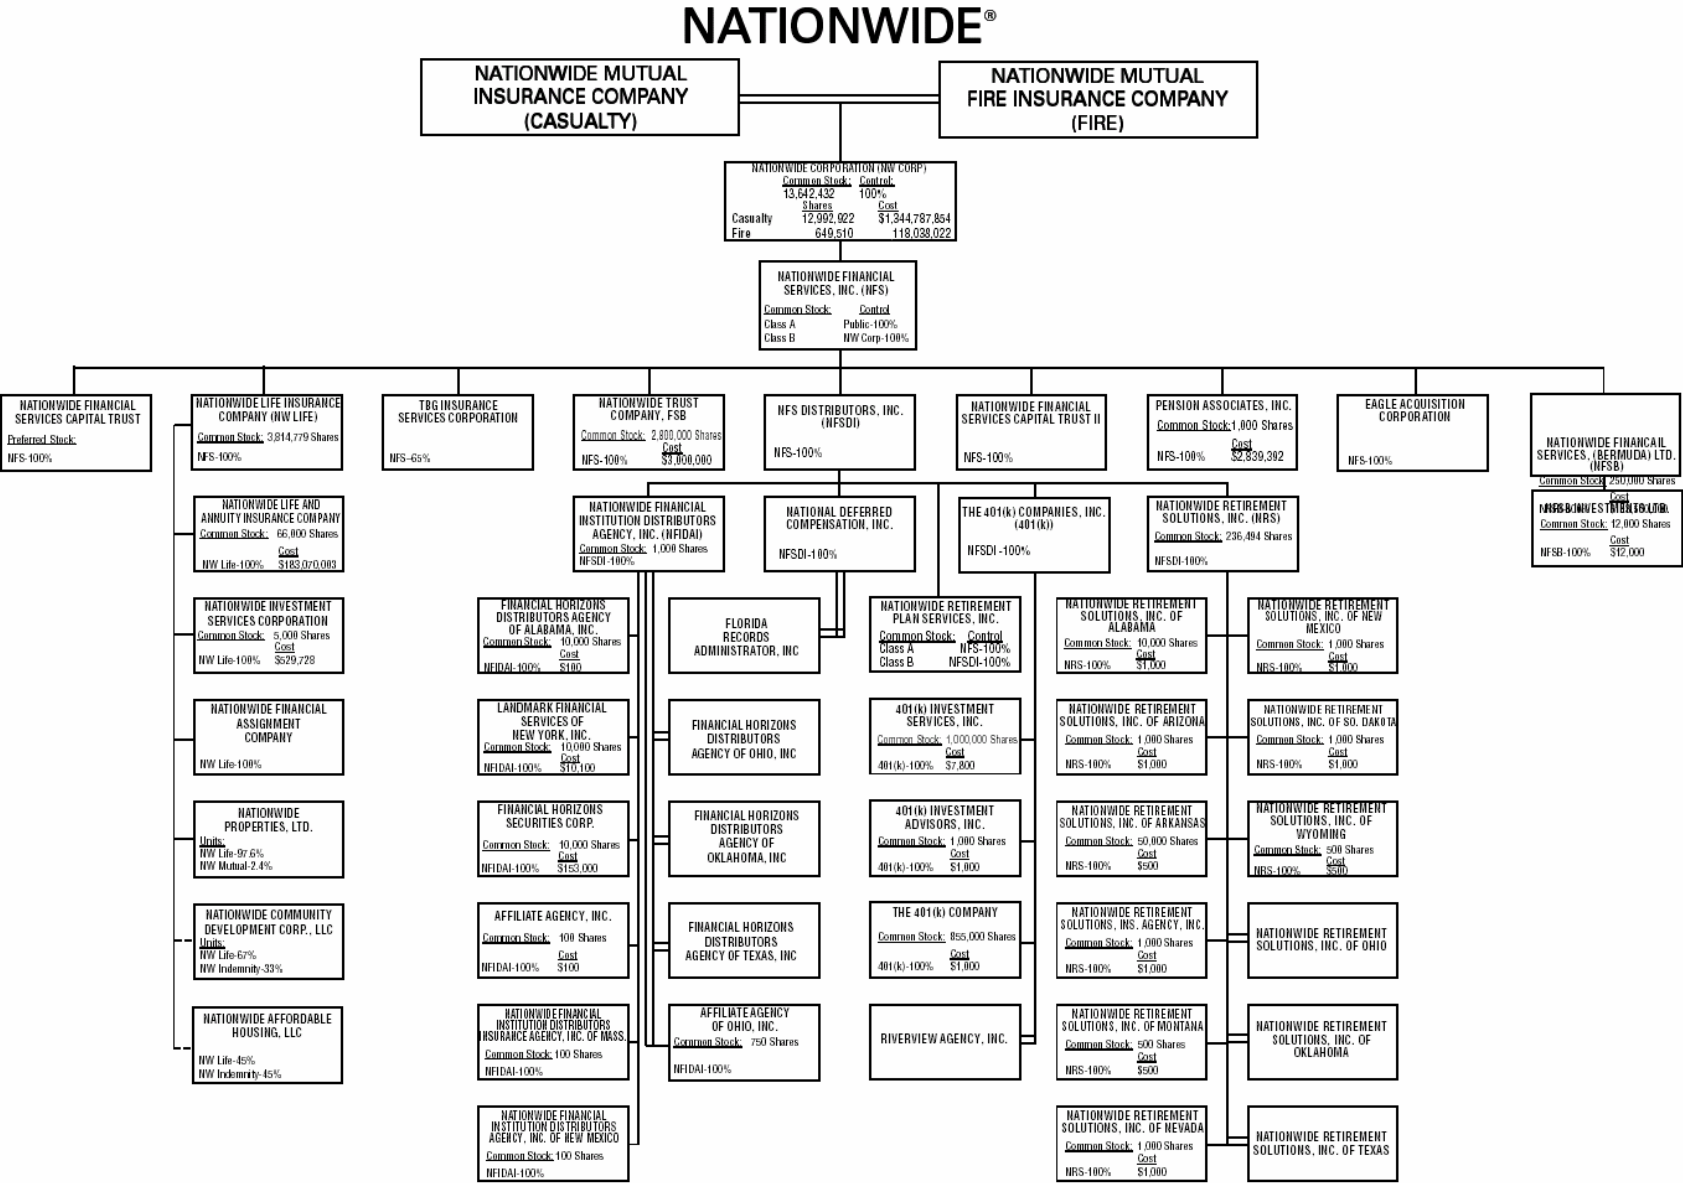 NATIONWIDE®
NATIONWIDE MUTUAL
INSURANCE COMPANY
(CASUALTY)
NATIONWIDE MUTUAL
FIRE INSURANCE COMPANY
(FIRE)
NATIONWIDE CORPORATION (NW CORP)
Common Stock: Control:
13,642,432 100%
Shares Cost
Casualty 12,992,922 $1,344,787,854
Fire 649,510 118,038,022
NATIONWIDE FINANCIAL
SERVICES, INC. (NFS)
Common Stock: Control
Class A Public-100%
Class B NW Corp-100%
NATIONWIDE FINANCIAL
SERVICES CAPITAL TRUST
Preferred Stock:
NFS-100%
NATIONWIDE LIFE INSURANCE
COMPANY (NW LIFE)
Common Stock: 3,814,779 Shares
NFS-100%
TBG INSURANCE
SERVICES CORPORATION
NFS-65%
NATIONWIDE TRUST
COMPANY, FSB
Common Stock: 2,800,000 Shares
Cost
NFS-100% $3,000,000
NFS DISTRIBUTORS, INC.
(NFSDI)
NFS-100%
NATIONWIDE FINANCIAL
SERVICES CAPITAL TRUST II
NFS-100%
PENSION ASSOCIATES, INC.
Common Stock:1,000 Shares
Cost
NFS-100% $2,839,392
EAGLE ACQUISITION
CORPORATION
NFS-100%
NATIONWIDE FINANCAIL
SERVICES, (BERMUDA) LTD.
(NFSB)
Common Stock: 250,000 Shares
Cost
NFSB INVESTMENTS LTD.
Common Stock: 12,000 Shares
Cost
NFSB-100% $12,000
NATIONWIDE LIFE AND
ANNUITY INSURANCE COMPANY
Common Stock: 66,000 Shares
Cost
NW Life-100% $183,070,003
NATIONWIDE FINANCIAL
INSTITUTION DISTRIBUTORS
AGENCY, INC. (NFIDAI)
Common Stock: 1,000 Shares
NFSDI-100%
NATIONAL DEFERRED
COMPENSATION, INC.
NFSDI-100%
THE 401(k) COMPANIES, INC.
(401(k))
NFSDI -100%
NATIONWIDE RETIREMENT
SOLUTIONS, INC. (NRS)
Common Stock: 236,494 Shares
NFSDI-100%
NATIONWIDE INVESTMENT
SERVICES CORPORATION
Common Stock: 5,000 Shares
Cost
NW Life-100% $529,728
FINANCIAL HORIZONS
DISTRIBUTORS AGENCY
OF ALABAMA, INC.
Common Stock: 10,000 Shares
Cost
NFIDAI-100% $100
FLORIDA
RECORDS
ADMINISTRATOR, INC
NATIONWIDE RETIREMENT
PLAN SERVICES, INC.
Common Stock: Control
Class A NFS-100%
Class B NFSDI-100%
NATIONWIDE RETIREMENT
SOLUTIONS, INC. OF
ALABAMA
Common Stock: 10,000 Shares
Cost
NRS-100% $1,000
NATIONWIDE RETIREMENT
SOLUTIONS, INC. OF NEW
MEXICO
Common Stock: 1,000 Shares
Cost
NRS-100% $1,000
NATIONWIDE FINANCIAL
ASSIGNMENT
COMPANY
NW Life-100%
LANDMARK FINANCIAL
SERVICES OF
NEW YORK, INC.
Common Stock: 10,000 Shares
Cost
NFIDAI-100% $10,100
FINANCIAL HORIZONS
DISTRIBUTORS
AGENCY OF OHIO, INC
401(k) INVESTMENT
SERVICES, INC.
Common Stock: 1,000,000 Shares
Cost
401(k)-100% $7,800
NATIONWIDE RETIREMENT
SOLUTIONS, INC. OF ARIZONA
Common Stock: 1,000 Shares
Cost
NRS-100% $1,000
NATIONWIDE RETIREMENT
SOLUTIONS, INC. OF SO. DAKOTA
Common Stock: 1,000 Shares
Cost
NRS-100% $1,000
NATIONWIDE
PROPERTIES, LTD.
Units:
NW Life-97.6%
NW Mutual-2.4%
FINANCIAL HORIZONS
SECURITIES CORP.
Common Stock: 10,000 Shares
Cost
NFIDAI-100% $153,000
FINANCIAL HORIZONS
DISTRIBUTORS
AGENCY OF
OKLAHOMA, INC
401(k) INVESTMENT
ADVISORS, INC.
Common Stock: 1,000 Shares
Cost
401(k)-100% $1,000
NATIONWIDE RETIREMENT
SOLUTIONS, INC. OF ARKANSAS
Common Stock: 50,000 Shares
Cost
NRS-100% $500
NATIONWIDE RETIREMENT
SOLUTIONS, INC. OF
WYOMING
Common Stock: 500 Shares
Cost
NRS-100% $500
NATIONWIDE COMMUNITY
DEVELOPMENT CORP., LLC
Units:
NW Life-67%
NW Indemnity-33%
AFFILIATE AGENCY, INC.
Common Stock: 100 Shares
Cost
NFIDAI-100% $100
FINANCIAL HORIZONS
DISTRIBUTORS
AGENCY OF TEXAS, INC
THE 401(k) COMPANY
Common Stock: 855,000 Shares
Cost
401(k)-100% $1,000
NATIONWIDE RETIREMENT
SOLUTIONS, INS. AGENCY, INC.
Common Stock: 1,000 Shares
Cost
NRS-100% $1,000
NATIONWIDE RETIREMENT
SOLUTIONS, INC. OF OHIO
NATIONWIDE AFFORDABLE
HOUSING, LLC
NW Life-45%
NW Indemnity-45%
NATIONWIDE FINANCIAL
INSTITUTION DISTRIBUTORS
INSURANCE AGENCY, INC. OF MASS.
Common Stock: 100 Shares
NFIDAI-100%
AFFILIATE AGENCY
OF OHIO, INC.
Common Stock: 750 Shares
NFIDAI-100%
RIVERVIEW AGENCY, INC.
NATIONWIDE RETIREMENT
SOLUTIONS, INC. OF MONTANA
Common Stock: 500 Shares
Cost
NRS-100% $500
NATIONWIDE RETIREMENT
SOLUTIONS, INC. OF
OKLAHOMA
NATIONWIDE FINANCIAL
INSTITUTION DISTRIBUTORS
AGENCY, INC. OF NEW MEXICO
Common Stock: 100 Shares
NFIDAI-100%
NATIONWIDE RETIREMENT
SOLUTIONS, INC. OF NEVADA
Common Stock: 1,000 Shares
Cost
NRS-100% $1,000
NATIONWIDE RETIREMENT
SOLUTIONS, INC. OF TEXAS